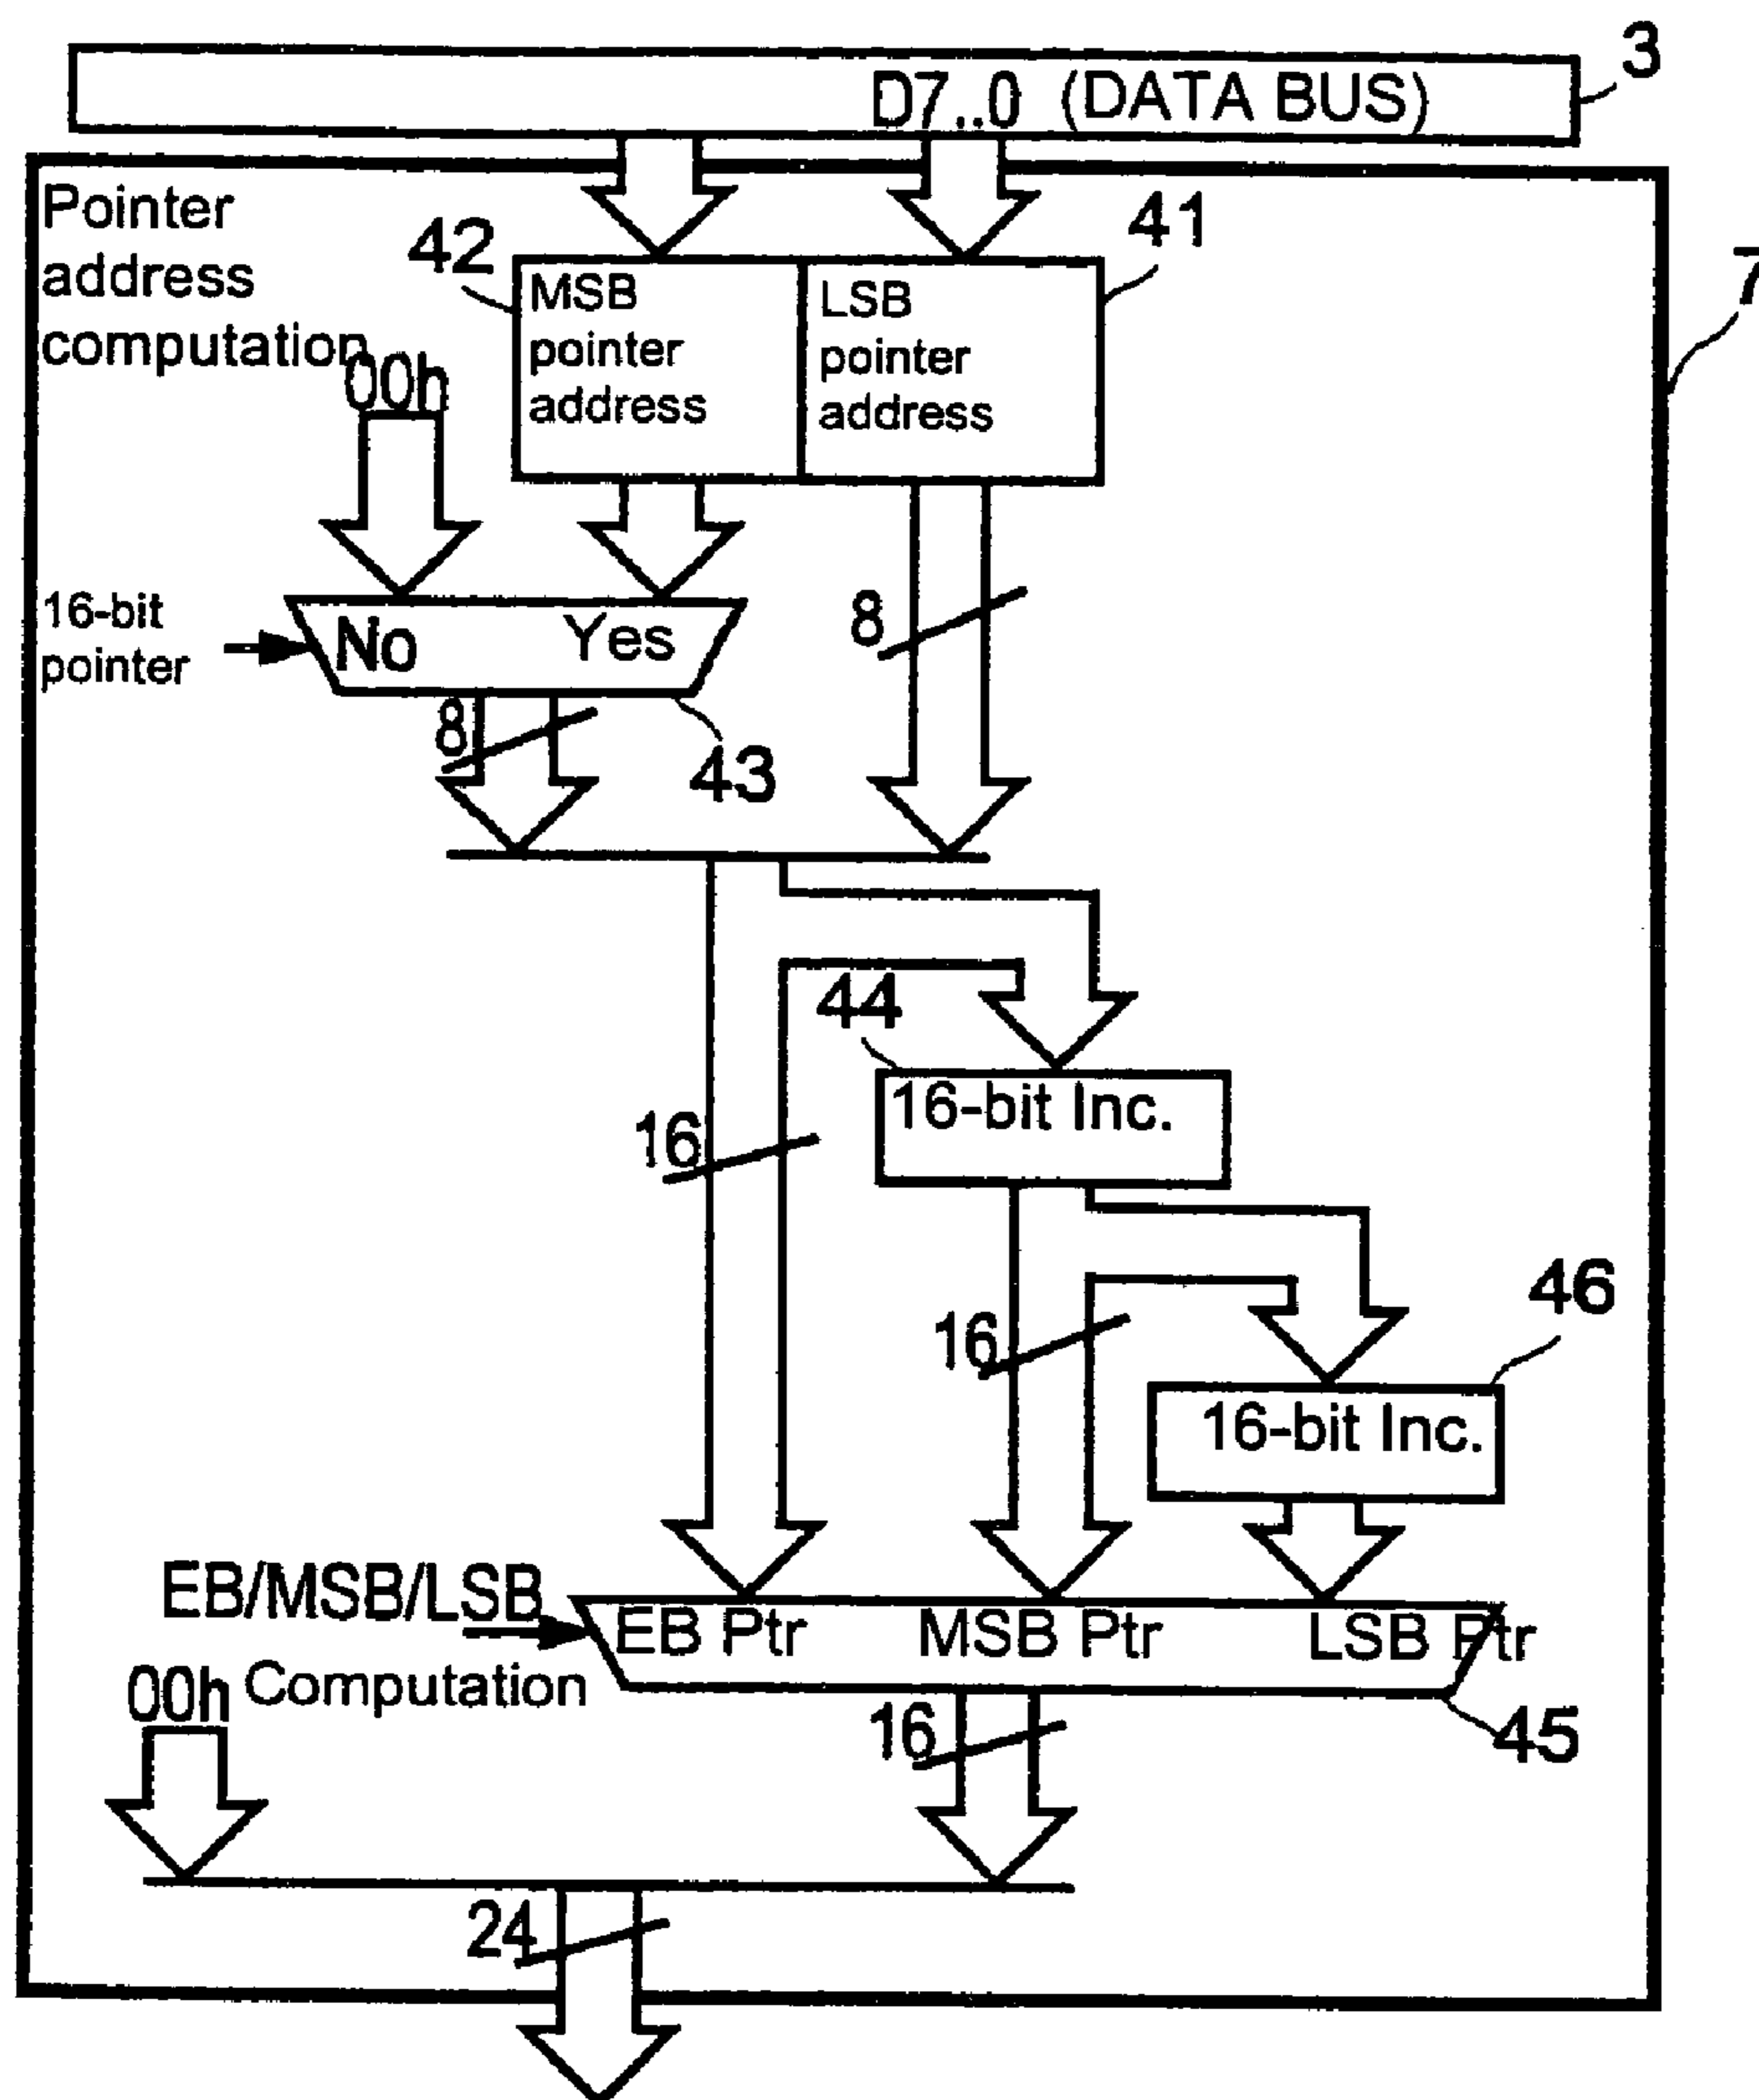 3
D7..0 (DATA BUS)
Pointer
address
computation
42
41
7
MSB
pointer
address
LSB
pointer
address
00h
16-bit
pointer
No
Yes
8
8
43
44
16-bit Inc.
16
46
16
16-bit Inc.
EB/MSB/LSB
EB Ptr
MSB Ptr
LSB Ptr
00h
Computation
16
45
24